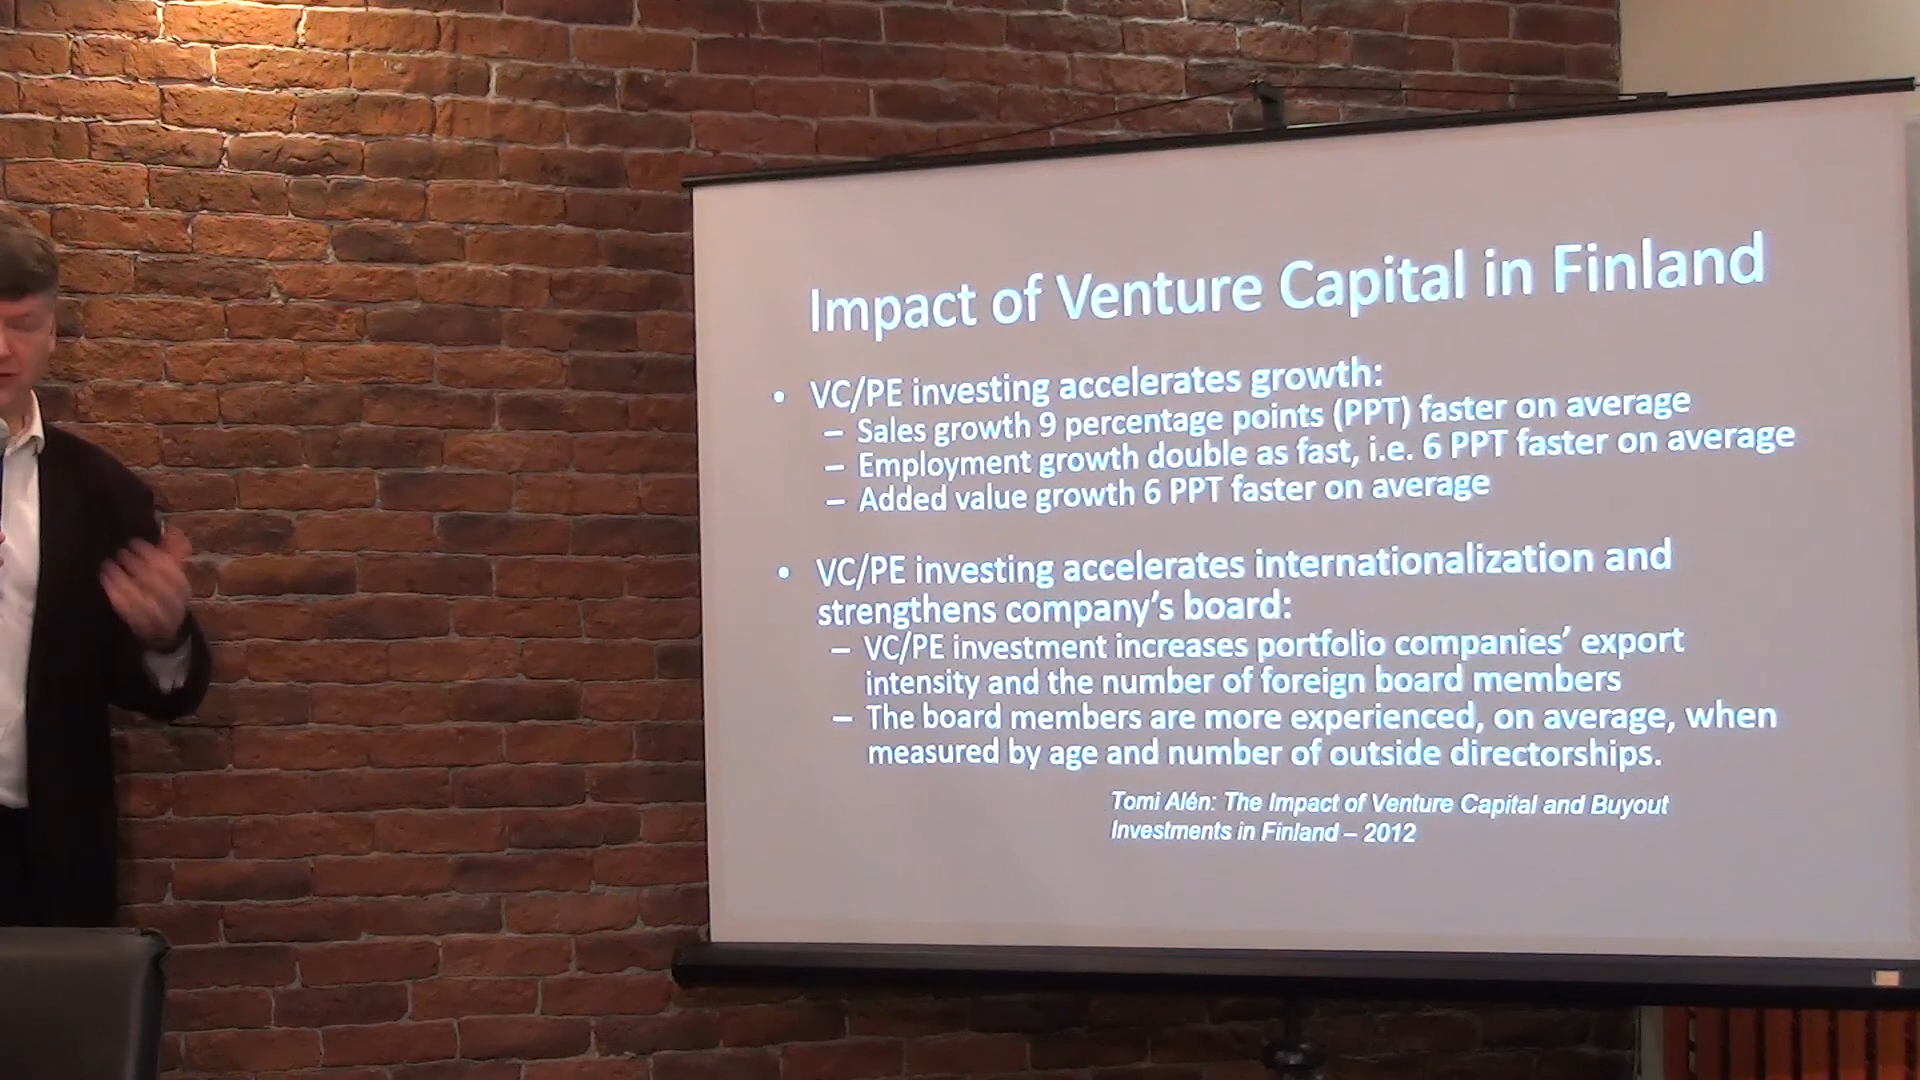 Impact of Venture Capital in Finland
• VC/PE investing accelerates growth:
– Sales growth 9 percentage points (PPT) faster on average
– Employment growth double as fast, i.e. 6 PPT faster on average
– Added value growth 6 PPT faster on average
• VC/PE investing accelerates internationalization and
strengthens company's board:
– VC/PE investment increases portfolio companies' export
intensity and the number of foreign board members
– The board members are more experienced, on average, when
measured by age and number of outside directorships.
Tomi Alén: The Impact of Venture Capital and Buyout
Investments in Finland – 2012